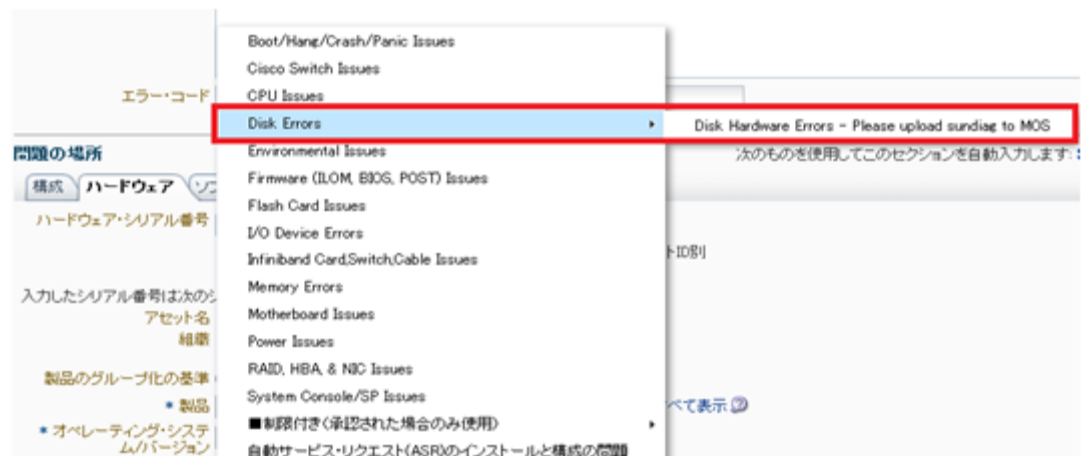 Boot/Hang/Crash/Panic Issues
Cisco Switch Issues
エラー・コード
CPU Issues
Disk Errors
Disk Hardware Errors - Please upload sundiag to MOS
問題の場所
Environmental Issues
次のものを使用してこのセクションを自動入力します:
構成 ハードウェア ソフ
Firmware (ILOM, BIOS, POST) Issues
Flash Card Issues
ハードウェア・シリアル番号
I/O Device Errors
トID別
Infiniband Card,Switch,Cable Issues
Memory Errors
入力したシリアル番号は次のシ
アセット名
Motherboard Issues
組織
Power Issues
製品のグループ化の基準
RAID, HBA, & NIC Issues
* 製品
System Console/SP Issues
べて表示
■制限付き(承認された場合のみ使用)
* オペレーティング・システ
ム/バージョン
自動サービス・リクエスト(ASR)のインストールと構成の問題